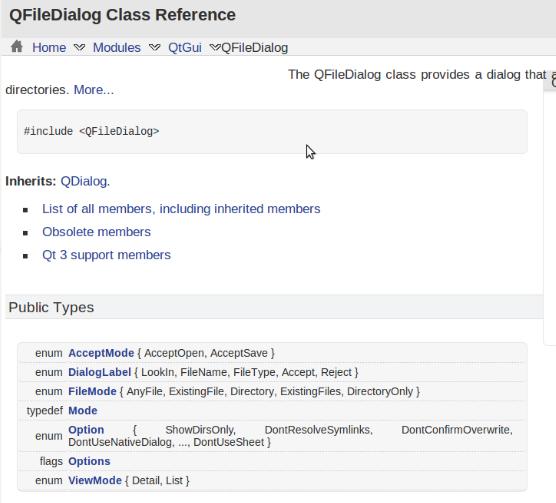 QFileDialog Class Reference
Home Modules QtGui QFileDialog
The QFileDialog class provides a dialog that
directories. More...
#include <QFileDialog>
Inherits: QDialog.
List of all members, including inherited members
Obsolete members
Qt 3 support members
Public Types
enum AcceptMode { AcceptOpen, AcceptSave }
enum DialogLabel { LookIn, FileName, FileType, Accept, Reject }
enum FileMode { AnyFile, ExistingFile, Directory, ExistingFiles, DirectoryOnly }
typedef Mode
enum Option { ShowDirsOnly, DontResolveSymlinks, DontConfirmOverwrite,
DontUseNativeDialog, ..., DontUseSheet }
flags Options
enum ViewMode { Detail, List }